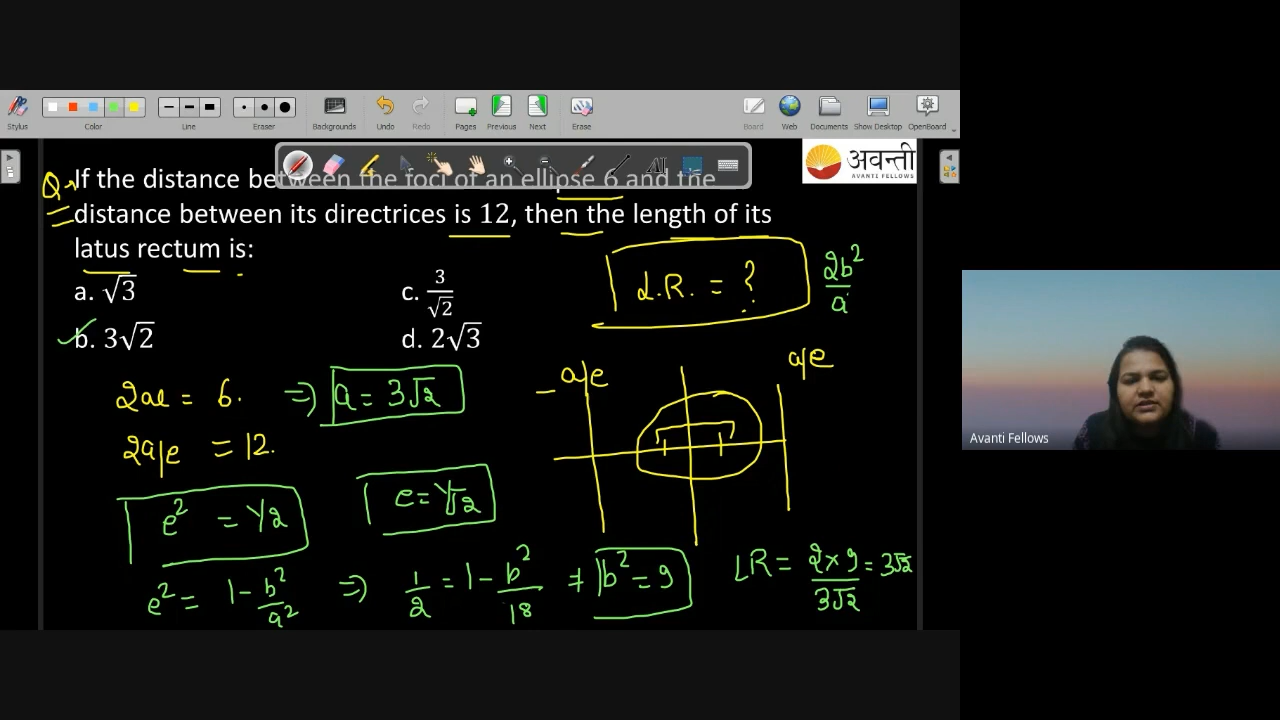 Stylus
Color
Line
Eraser
Backgrounds
Undo
Redo
Pages
Previous
Next
Erase
Board
Web
Documents
Show Desktop
OpenBoard
अवन्ती
AVANTI FELLOWS
Q. If the distance between the foci of an ellipse 6 and the
distance between its directrices is 12, then the length of its
latus rectum is:
a. √3
c. 3/√2
b. 3√2
d. 2√3
L.R. = ?
2b²/a
2ae = 6. ⇒ a = 3√2
2a/e = 12.
e² = 1/2
e = 1/√2
- a/e
a/e
e² = 1 - b²/a² ⇒ 1/2 = 1 - b²/18 ⇒ b² = 9
LR = 2 × 9/3√2 = 3√2
Avanti Fellows